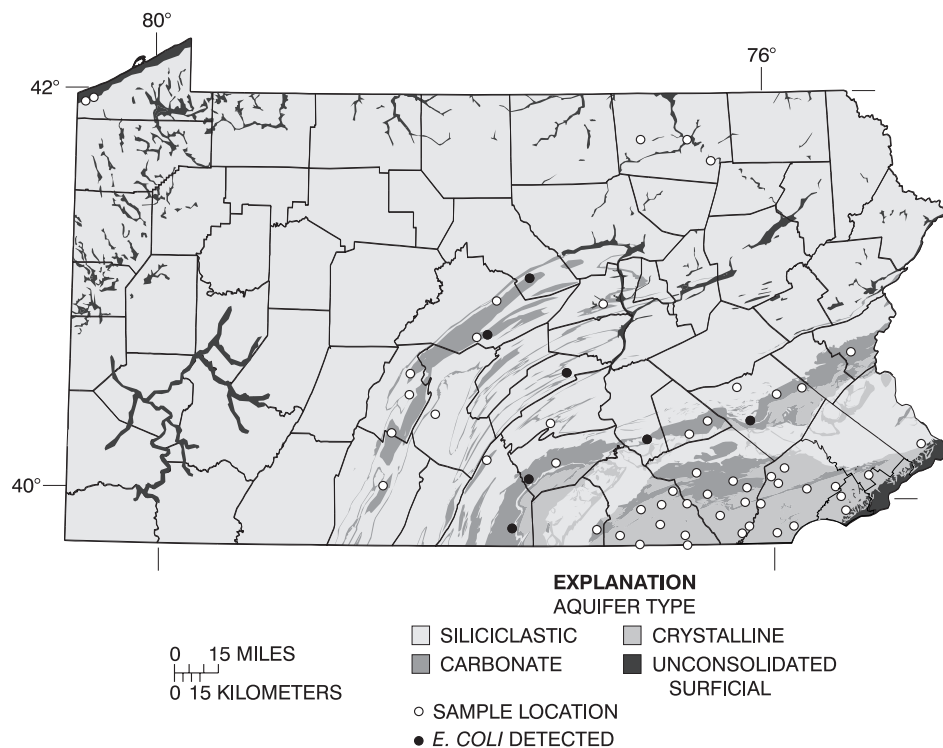 80°
76°
42°
40°
EXPLANATION
AQUIFER TYPE
SILICICLASTIC
CRYSTALLINE
CARBONATE
UNCONSOLIDATED
SURFICIAL
0 15 MILES
0 15 KILOMETERS
SAMPLE LOCATION
E. COLI DETECTED